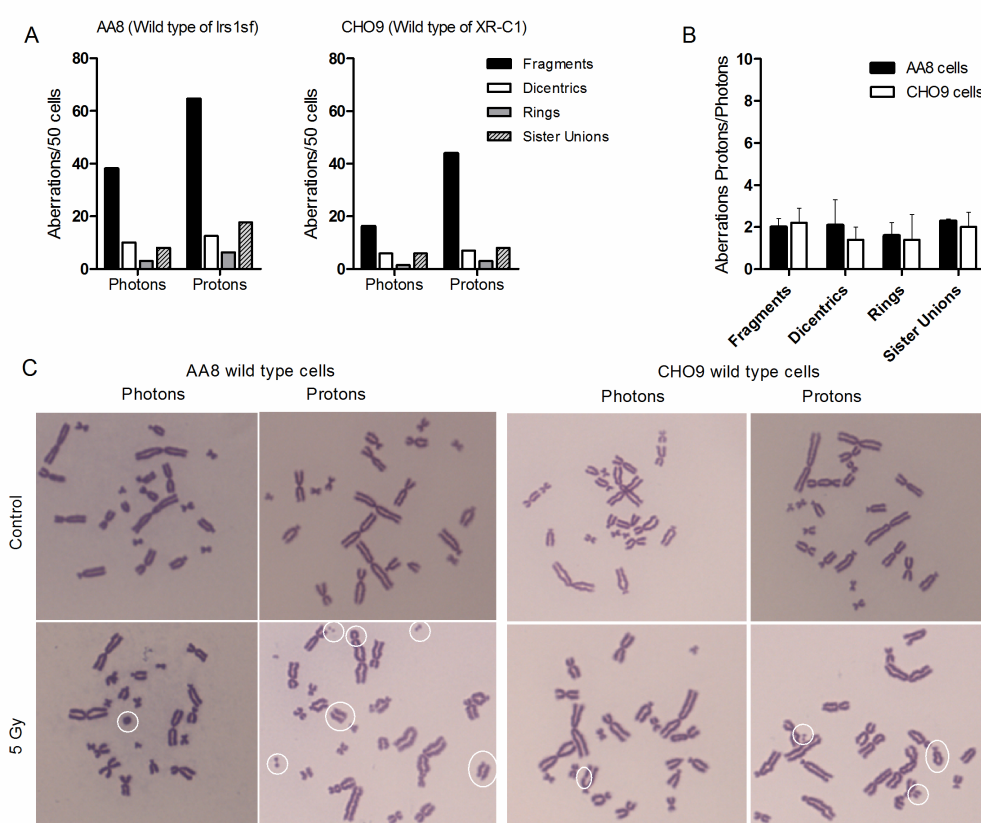 A
AA8 (Wild type of Irs1sf)
Aberrations/50 cells
80
60
40
20
0
Photons
Protons
CHO9 (Wild type of XR-C1)
Aberrations/50 cells
80
60
40
20
0
Photons
Protons
Fragments
Dicentrics
Rings
Sister Unions
B
Aberrations Protons/Photons
10
8
6
4
2
0
AA8 cells
CHO9 cells
Fragments
Dicentrics
Rings
Sister Unions
C
AA8 wild type cells
CHO9 wild type cells
Photons
Protons
Photons
Protons
Control
5 Gy